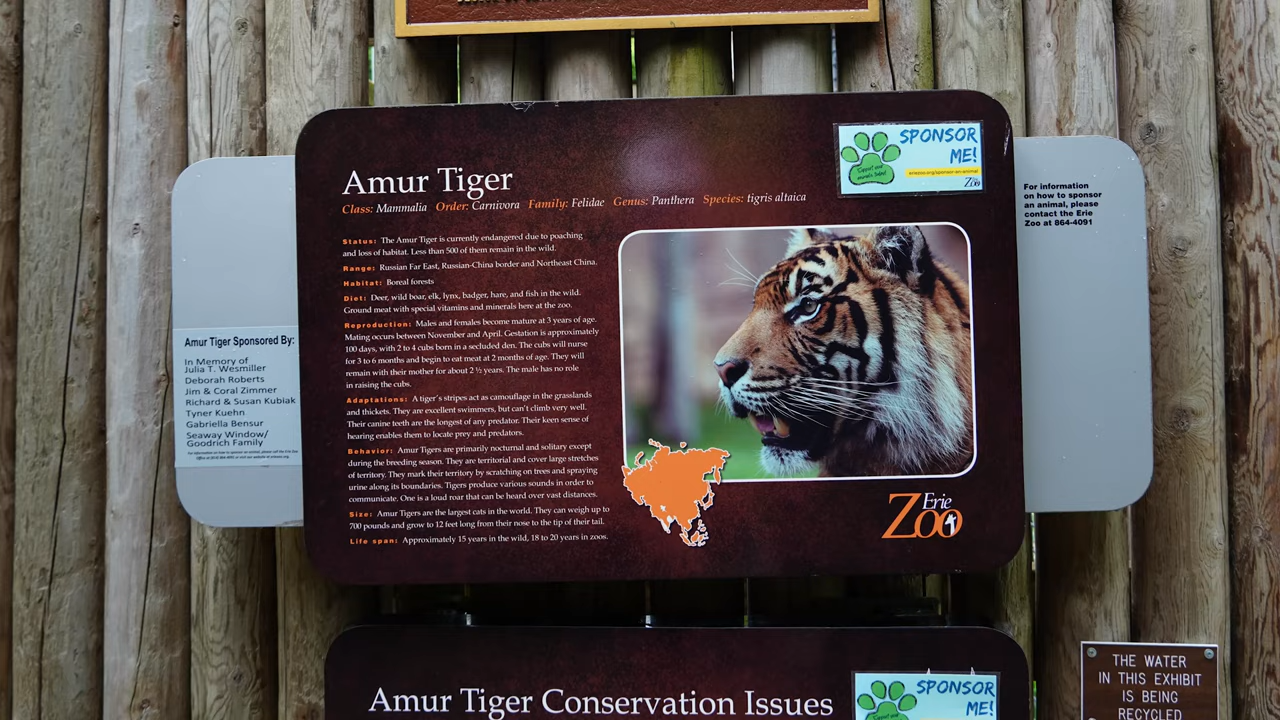 Amur Tiger
Class: Mammalia Order: Carnivora Family: Felidae Genus: Panthera Species: tigris altaica
Status: The Amur Tiger is currently endangered due to poaching
and loss of habitat. Less than 500 of them remain in the wild.
Range: Russian Far East, Russian-China border and Northeast China.
Habitat: Boreal forests
Diet: Deer, wild boar, elk, lynx, badger, hare, and fish in the wild.
Ground meat with special vitamins and minerals here at the zoo.
Reproduction: Males and females become mature at 3 years of age.
Mating occurs between November and April. Gestation is approximately
100 days, with 2 to 4 cubs born in a secluded den. The cubs will nurse
for 3 to 6 months and begin to eat meat at 2 months of age. They will
remain with their mother for about 2 ½ years. The male has no role
in raising the cubs.
Adaptations: A tiger's stripes act as camouflage in the grasslands
and thickets. They are excellent swimmers, but can't climb very well.
Their canine teeth are the longest of any predator. Their keen sense of
hearing enables them to locate prey and predators.
Behavior: Amur Tigers are primarily nocturnal and solitary except
during the breeding season. They are territorial and cover large stretches
of territory. They mark their territory by scratching on trees and spraying
urine along its boundaries. Tigers produce various sounds in order to
communicate. One is a loud roar that can be heard over vast distances.
Size: Amur Tigers are the largest cats in the world. They can weigh up to
700 pounds and grow to 12 feet long from their nose to the tip of their tail.
Life span: Approximately 15 years in the wild, 18 to 20 years in zoos.
SPONSOR
ME!
Support your
animals today!
eriezoo.org/sponsor-an-animal
Zoo
Erie
Zoo
For information
on how to sponsor
an animal, please
contact the Erie
Zoo at 864-4091
Amur Tiger Sponsored By:
In Memory of
Julia T. Wesmiller
Deborah Roberts
Jim & Coral Zimmer
Richard & Susan Kubiak
Tyner Kuehn
Gabriella Bensur
Seaway Window/
Goodrich Family
Amur Tiger Conservation Issues
SPONSOR
ME!
THE WATER
IN THIS EXHIBIT
IS BEING
RECYCLED